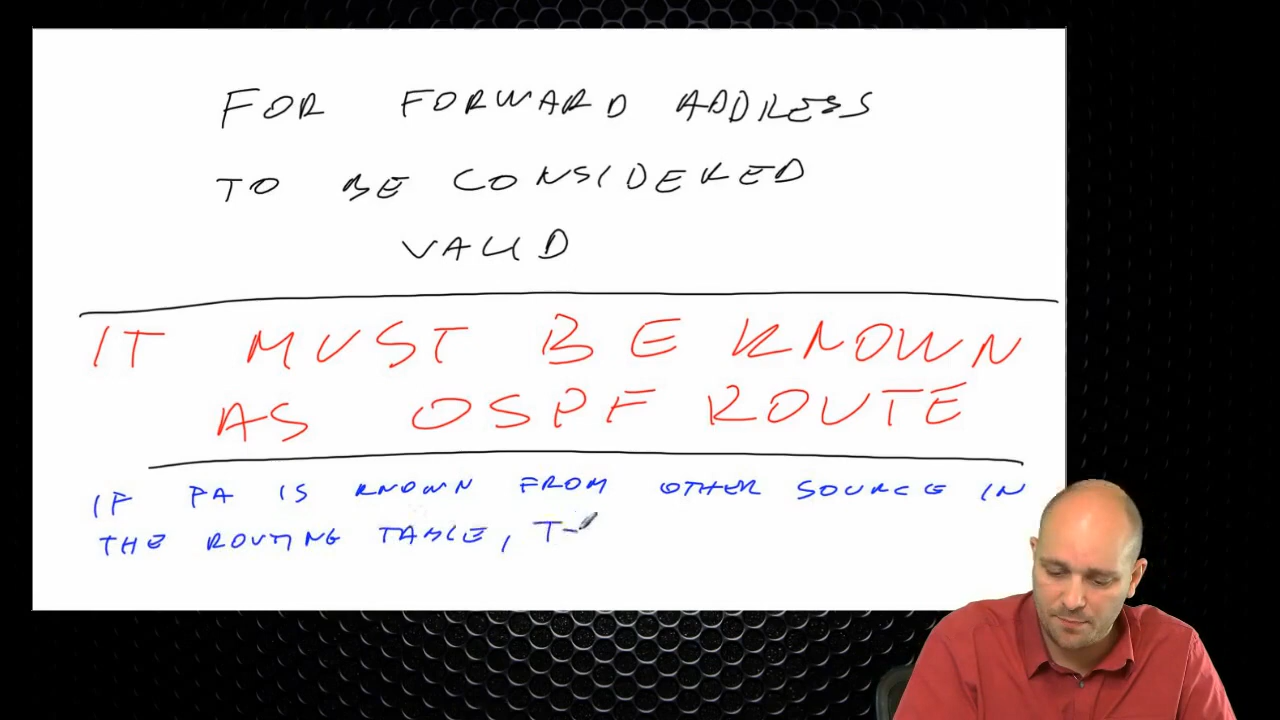 FOR FORWARD ADDRESS
TO BE CONSIDERED
VALID
IT MUST BE KNOWN
AS OSPF ROUTE
IF FA IS KNOWN FROM OTHER SOURCE IN
THE ROUTING TABLE, T